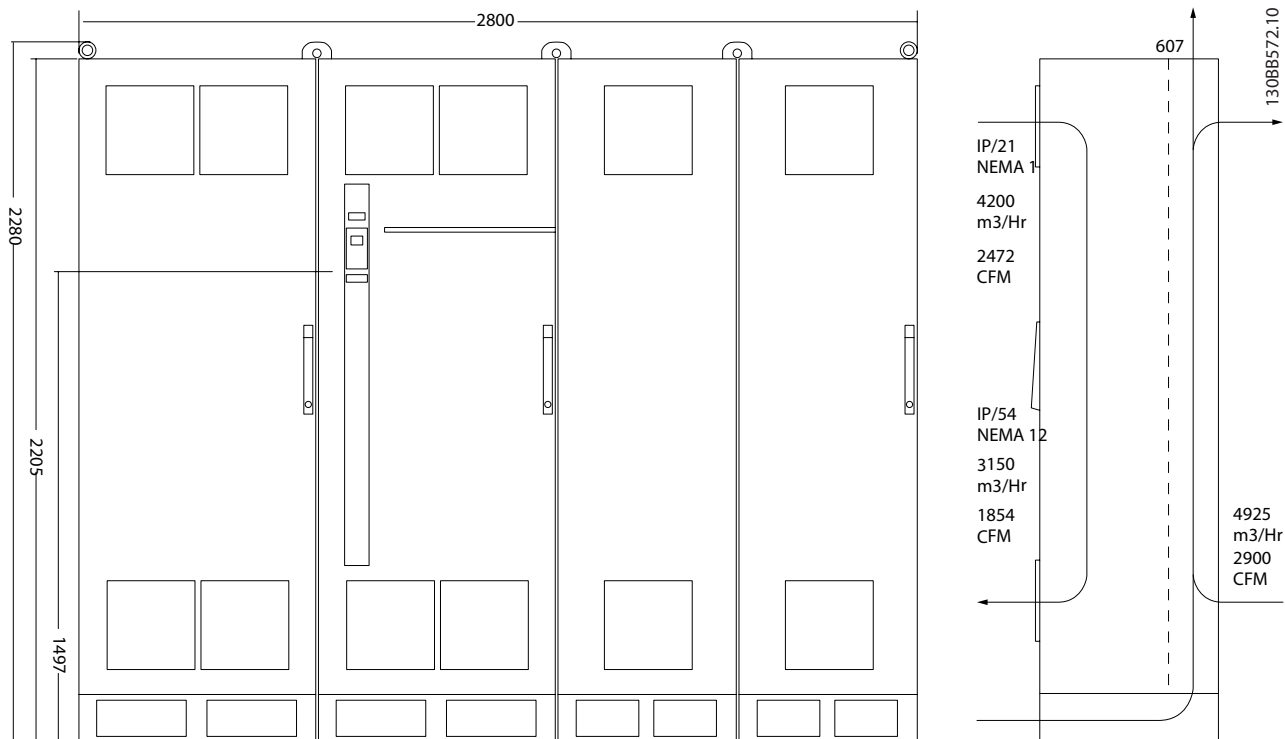 2800
2280
2205
1497
607
130BB572.10
IP/21
NEMA 1
4200
m3/Hr
2472
CFM
IP/54
NEMA 12
3150
m3/Hr
1854
CFM
4925
m3/Hr
2900
CFM